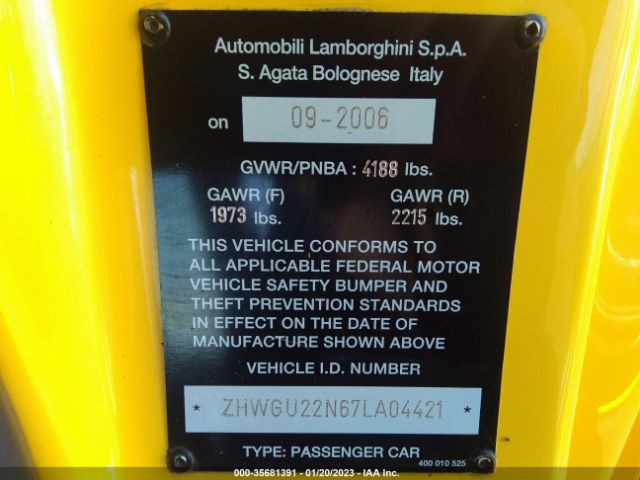 Automobili Lamborghini S.p.A.
S. Agata Bolognese Italy
on 09-2006
GVWR/PNBA : 4188 lbs.
GAWR (F) GAWR (R)
1973 lbs. 2215 lbs.
THIS VEHICLE CONFORMS TO
ALL APPLICABLE FEDERAL MOTOR
VEHICLE SAFETY BUMPER AND
THEFT PREVENTION STANDARDS
IN EFFECT ON THE DATE OF
MANUFACTURE SHOWN ABOVE
VEHICLE I.D. NUMBER
* ZHWGU22N67LA04421 *
TYPE: PASSENGER CAR
400 010 525
000-35681391 - 01/20/2023 - IAA Inc.